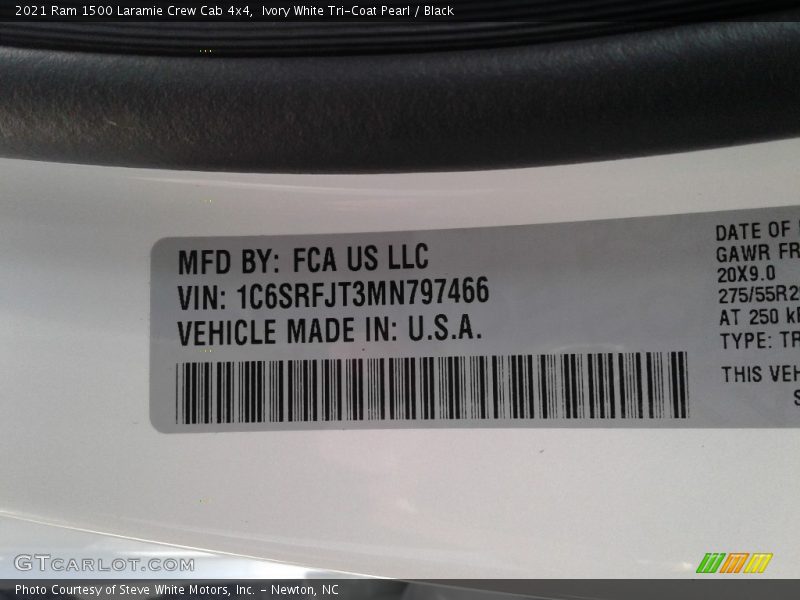 2021 Ram 1500 Laramie Crew Cab 4x4, Ivory White Tri-Coat Pearl / Black
MFD BY: FCA US LLC
VIN: 1C6SRFJT3MN797466
VEHICLE MADE IN: U.S.A.
DATE OF
GAWR FR
20X9.0
275/55R2
AT 250 k
TYPE: TR
THIS VEH
GTCARLOT.COM
Photo Courtesy of Steve White Motors, Inc. - Newton, NC